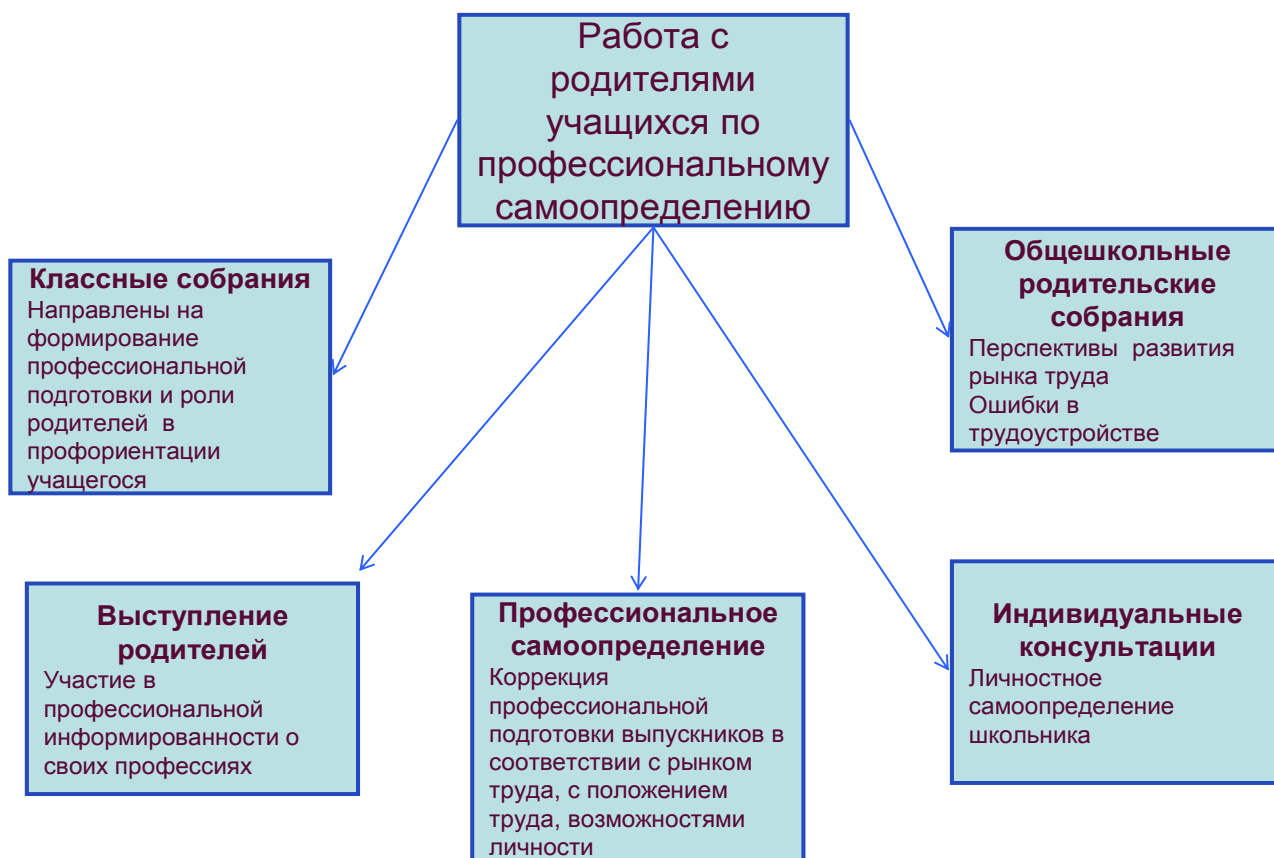 Работа с
родителями
учащихся по
профессиональному
самоопределению
Классные собрания
Направлены на
формирование
профессиональной
подготовки и роли
родителей в
профориентации
учащегося
Общешкольные
родительские
собрания
Перспективы развития
рынка труда
Ошибки в
трудоустройстве
Выступление
родителей
Участие в
профессиональной
информированности о
своих профессиях
Профессиональное
самоопределение
Коррекция
профессиональной
подготовки выпускников в
соответствии с рынком
труда, с положением
труда, возможностями
личности
Индивидуальные
консультации
Личностное
самоопределение
школьника